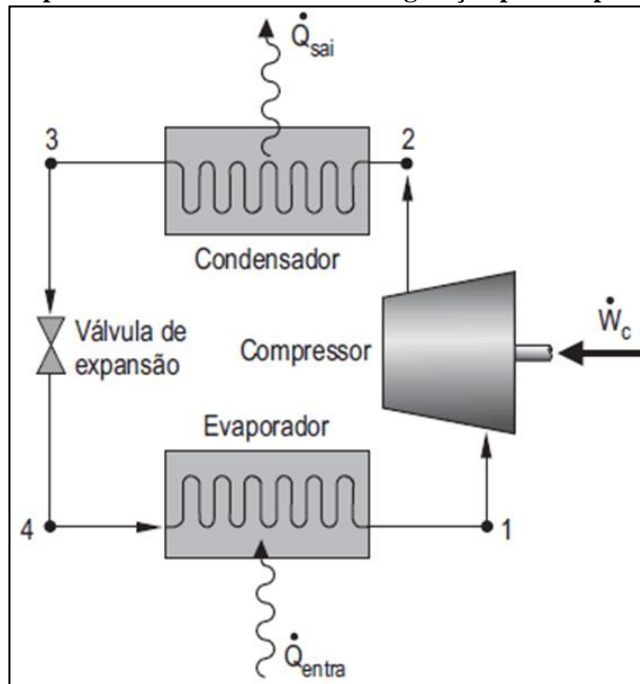 Q̇sai
3
2
Condensador
Válvula de
expansão
Compressor
Ẇc
Evaporador
4
1
Q̇entra